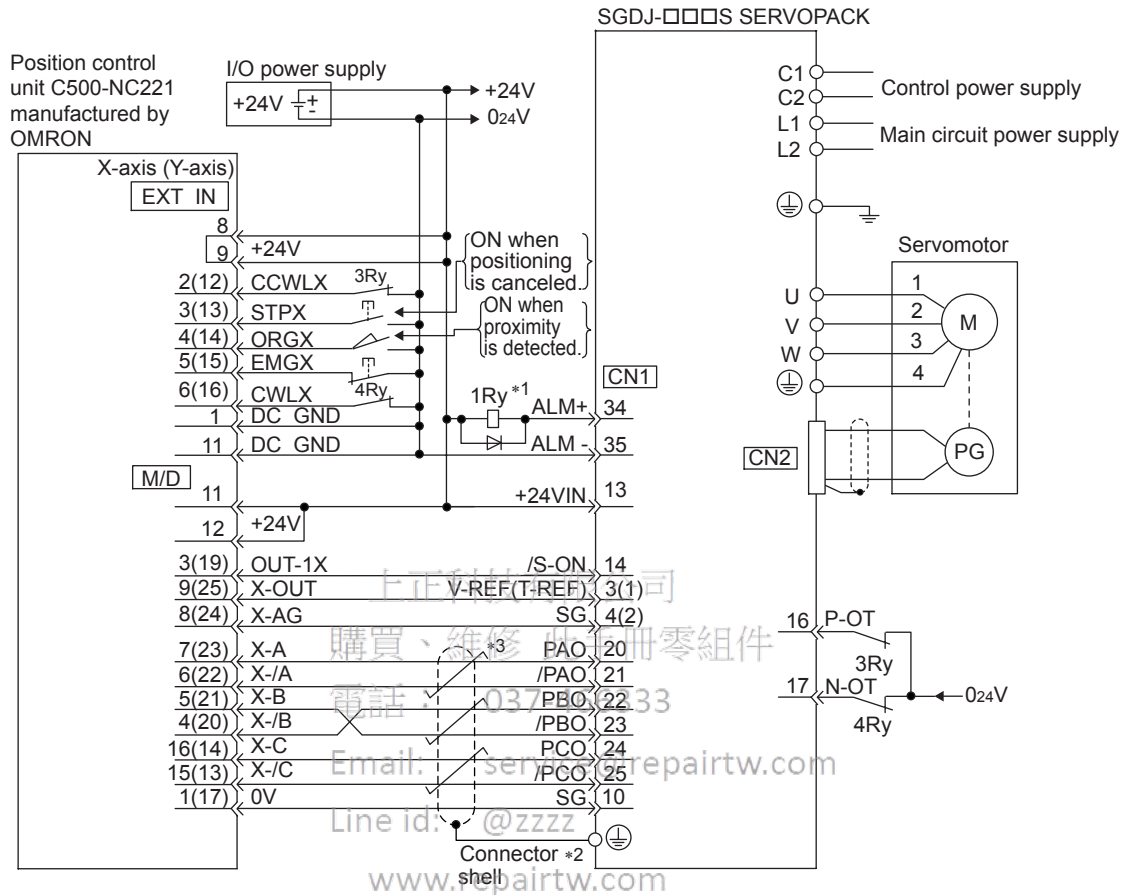 SGDJ-□□□S SERVOPACK
Position control
unit C500-NC221
manufactured by
OMRON
I/O power supply
+24V
+
-
+24V
024V
C1
C2
Control power supply
L1
L2
Main circuit power supply
X-axis (Y-axis)
EXT IN
8
9
+24V
ON when
positioning
is canceled.
ON when
proximity
is detected.
2(12) CCWLX 3Ry
3(13) STPX
4(14) ORGX
5(15) EMGX
6(16) CWLX 4Ry
1 DC GND
11 DC GND
1Ry *1
CN1
ALM+ 34
ALM - 35
Servomotor
U 1
V 2
W 3
4
M
CN2
PG
M/D
11
+24VIN 13
12 +24V
3(19) OUT-1X /S-ON 14
9(25) X-OUT V-REF(T-REF) 3(1)
8(24) X-AG SG 4(2)
7(23) X-A *3 PAO 20
6(22) X-/A /PAO 21
5(21) X-B PBO 22
4(20) X-/B /PBO 23
16(14) X-C PCO 24
15(13) X-/C /PCO 25
1(17) 0V SG 10
Connector *2
shell
16 P-OT
3Ry
17 N-OT
4Ry
024V
上正科技有限公司
購買、維修 此手冊零組件
電話： 037-466333
Email: service@repairtw.com
Line id: @zzzz
www.repairtw.com